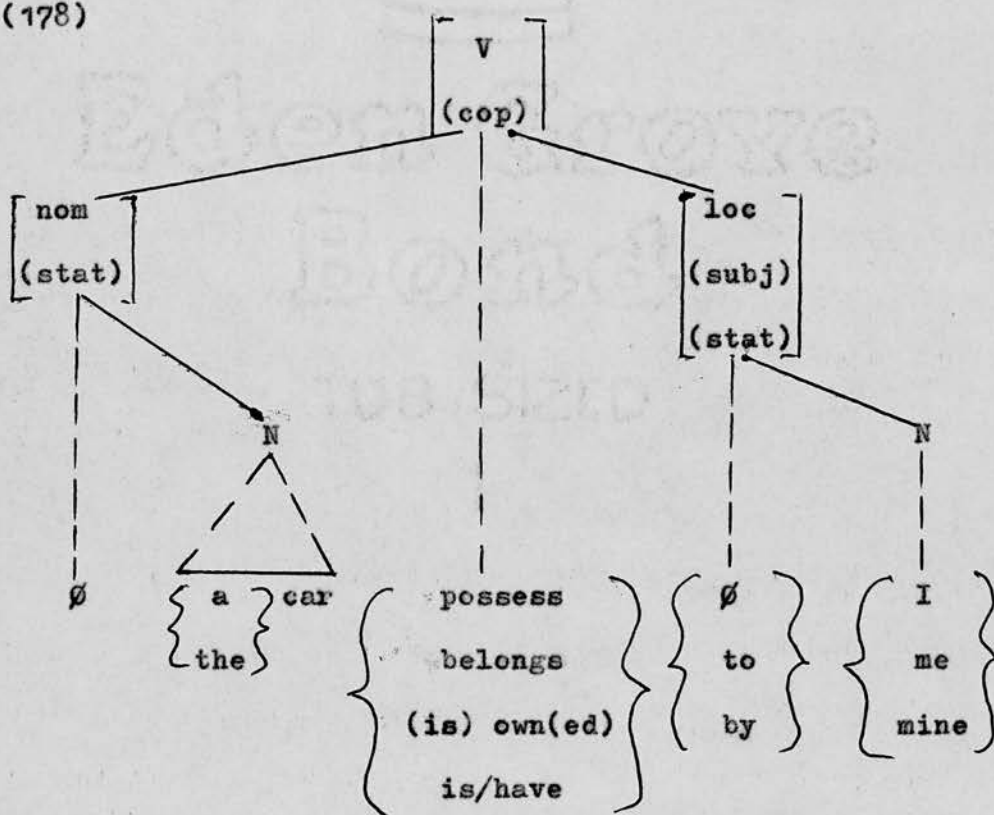 (178)
V
(cop)
nom loc
(stat) (subj)
(stat)
N N
Ø a car possess Ø I
the belongs to me
(is) own(ed) by mine
is/have